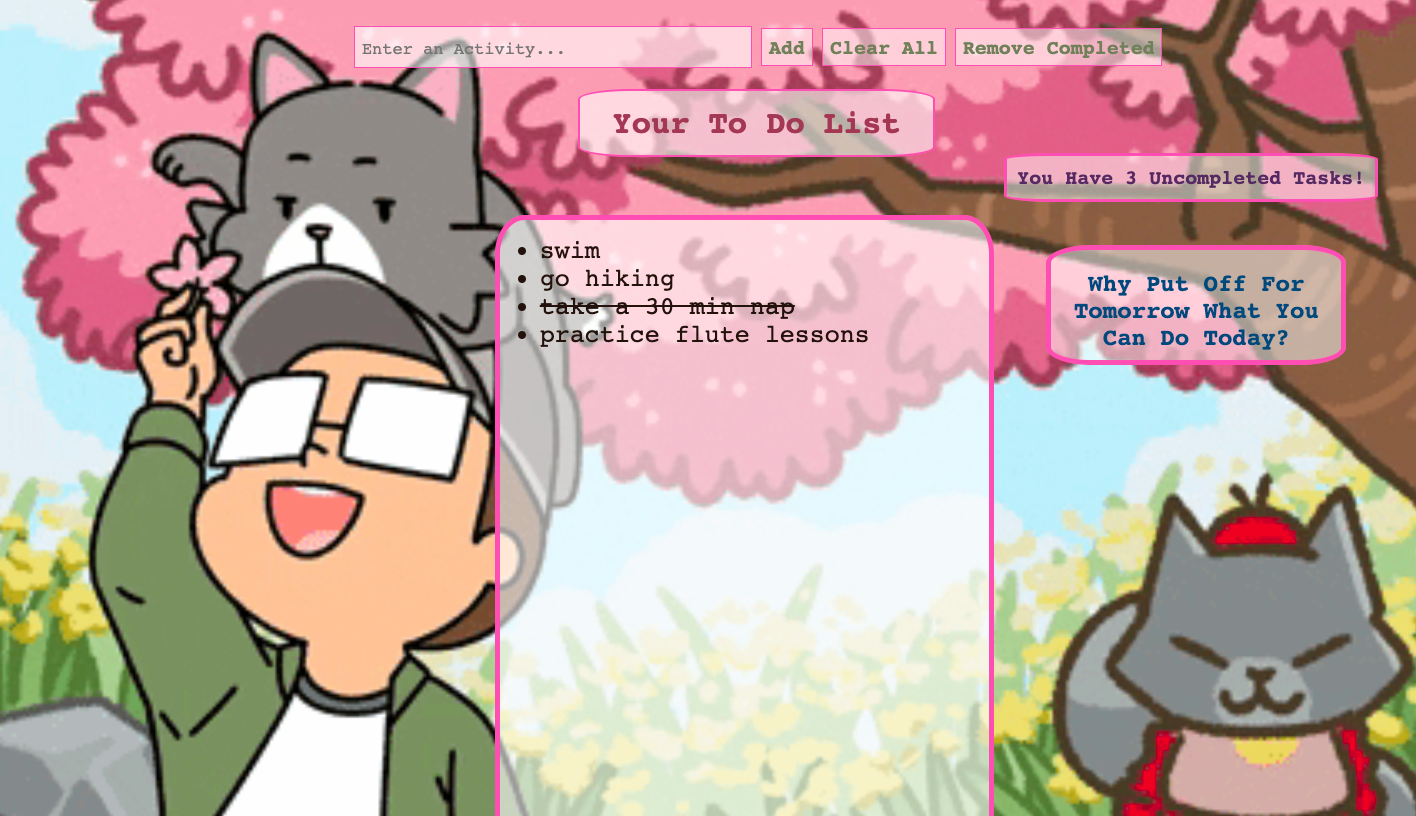 Enter an Activity...
Add
Clear All
Remove Completed
Your To Do List
You Have 3 Uncompleted Tasks!
swim
go hiking
take a 30 min nap
practice flute lessons
Why Put Off For
Tomorrow What You
Can Do Today?